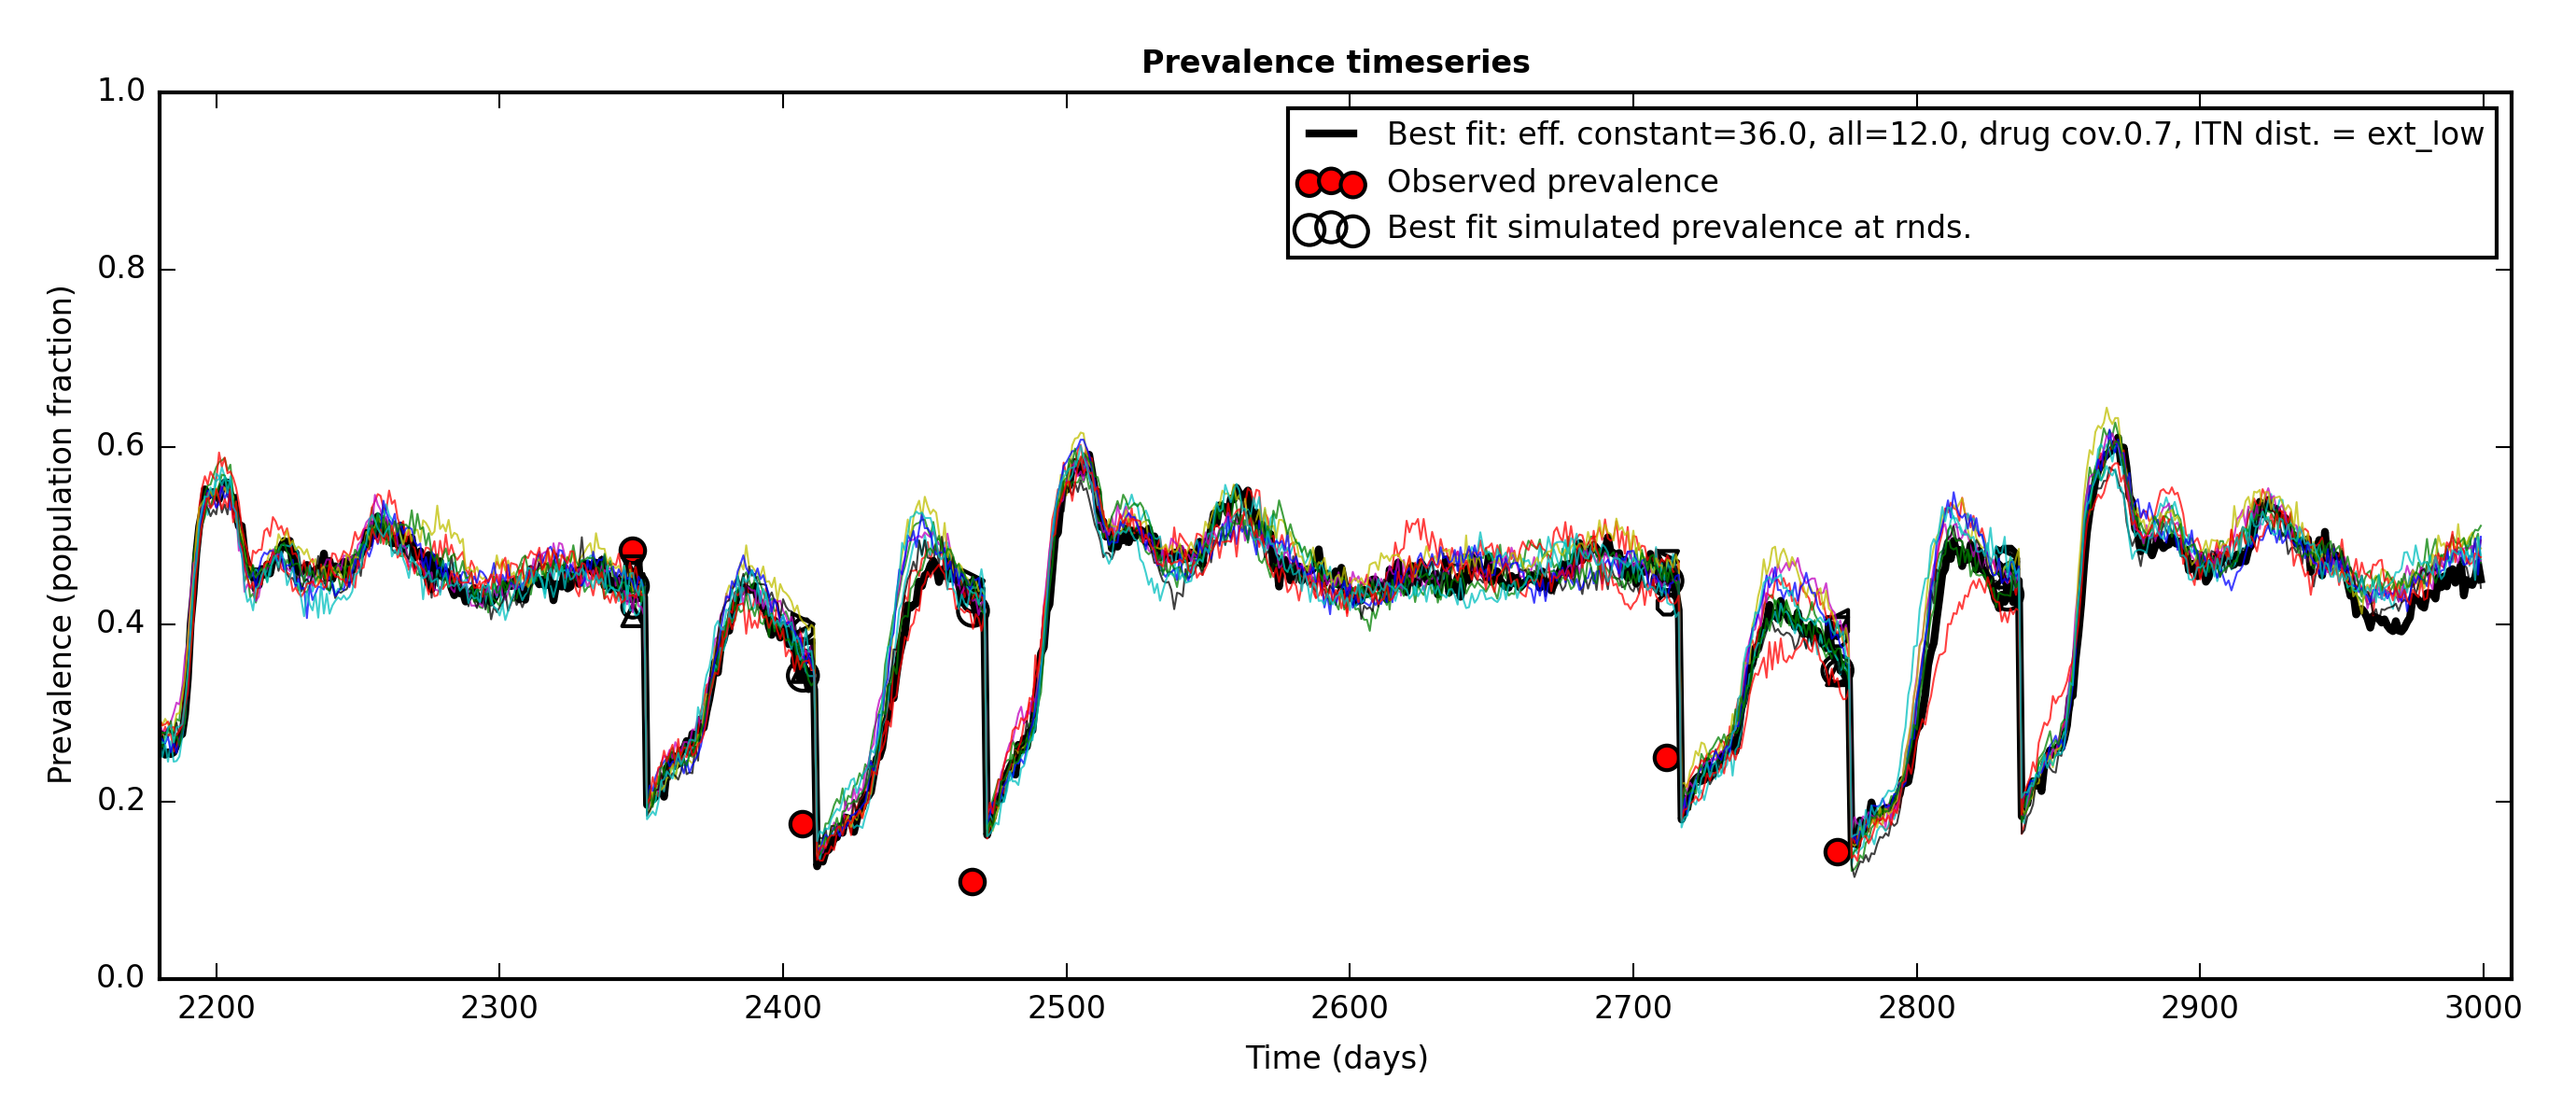 Prevalence timeseries
1.0
0.8
0.6
0.4
0.2
0.0
Prevalence (population fraction)
Best fit: eff. constant=36.0, all=12.0, drug cov.0.7, ITN dist. = ext_low
Observed prevalence
Best fit simulated prevalence at rnds.
2200 2300 2400 2500 2600 2700 2800 2900 3000
Time (days)